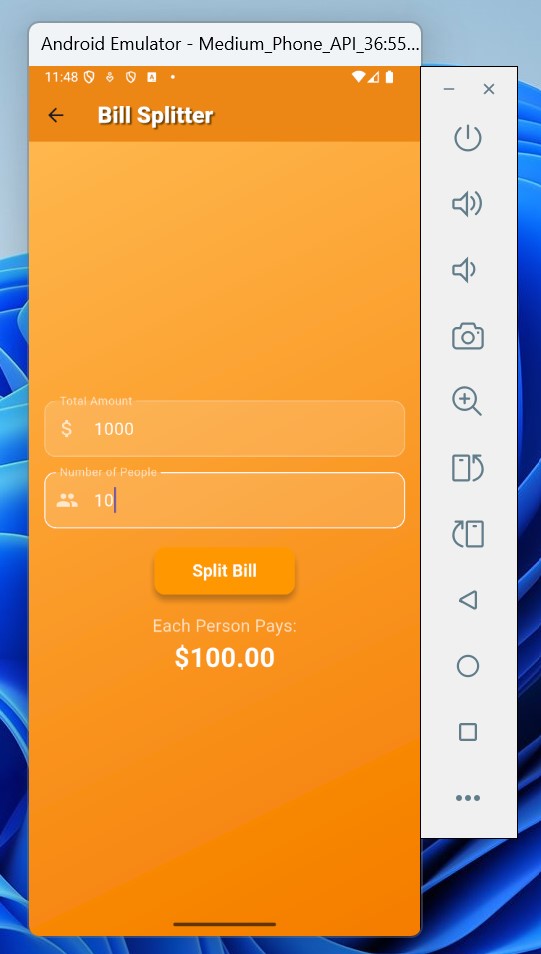 Android Emulator - Medium_Phone_API_36:55...
11:48
Bill Splitter
Total Amount
$ 1000
Number of People
10
Split Bill
Each Person Pays:
$100.00